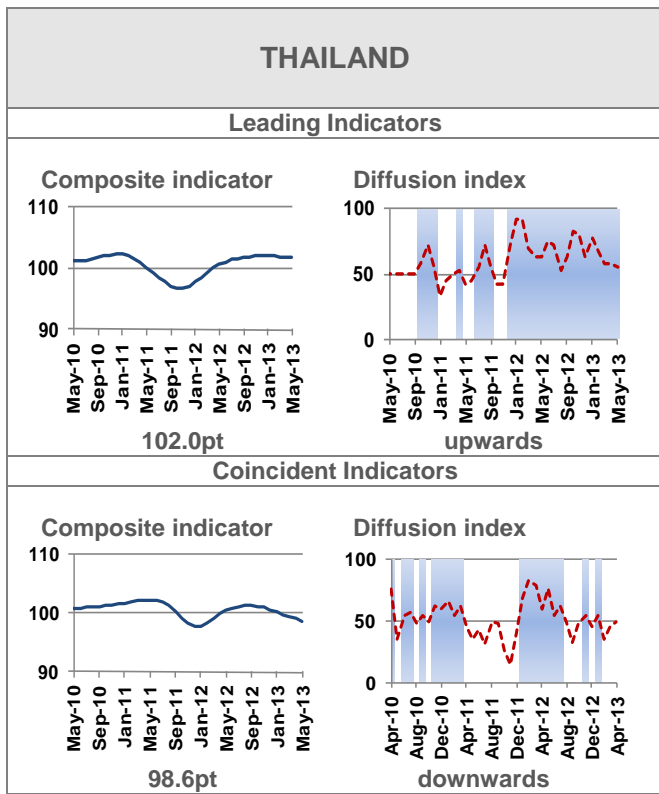 THAILAND
Leading Indicators
Composite indicator
110
100
90
May-10 Sep-10 Jan-11 May-11 Sep-11 Jan-12 May-12 Sep-12 Jan-13 May-13
102.0pt
Diffusion index
100
50
0
May-10 Sep-10 Jan-11 May-11 Sep-11 Jan-12 May-12 Sep-12 Jan-13 May-13
upwards
Coincident Indicators
Composite indicator
110
100
90
May-10 Sep-10 Jan-11 May-11 Sep-11 Jan-12 May-12 Sep-12 Jan-13 May-13
98.6pt
Diffusion index
100
50
0
Apr-10 Aug-10 Dec-10 Apr-11 Aug-11 Dec-11 Apr-12 Aug-12 Dec-12 Apr-13
downwards